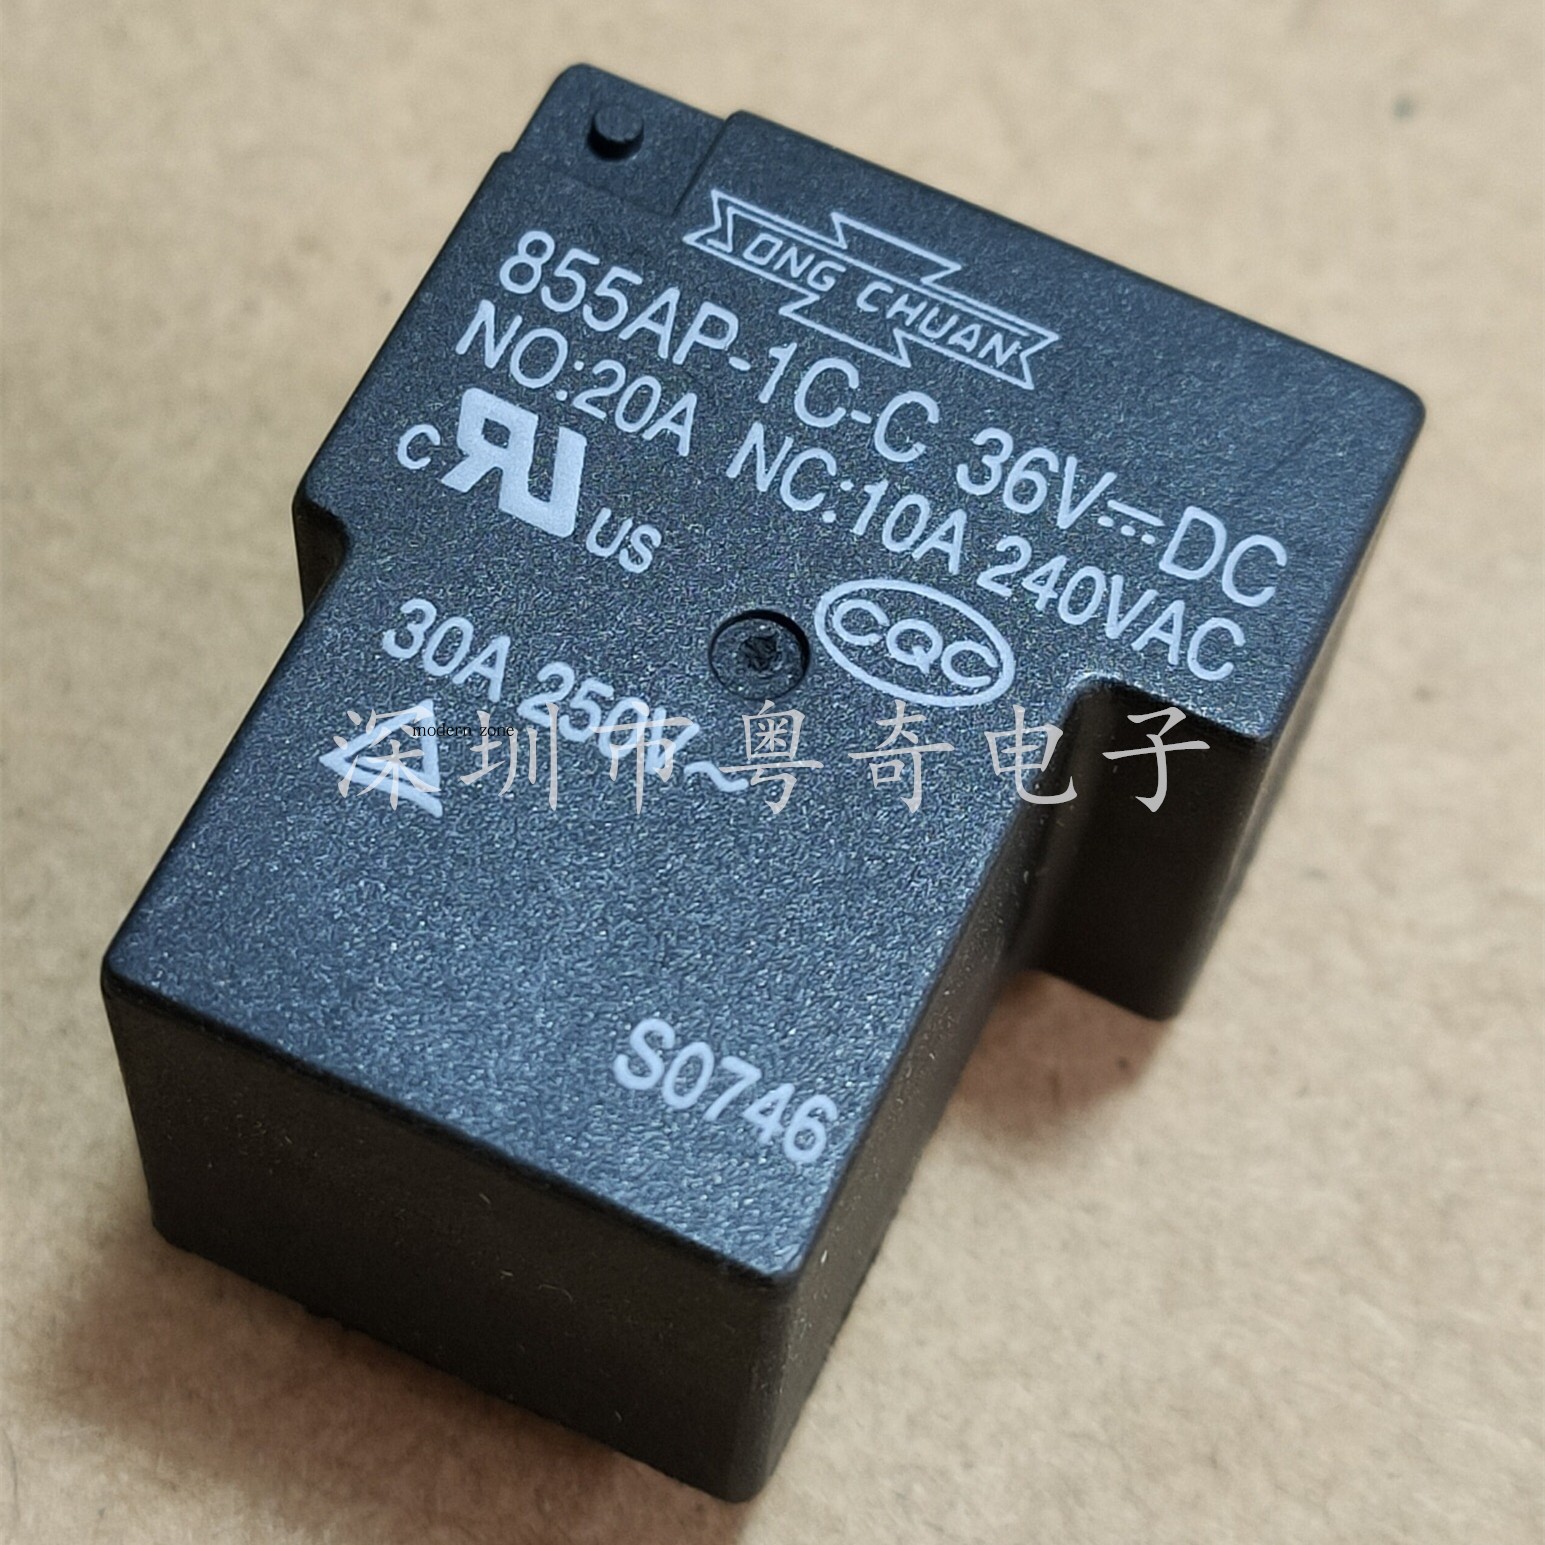 SONG CHUAN
855AP-1C-C 36V⎓DC
NO:20A NC:10A 240VAC
c RU US
CQC
30A 250V~
modern zone
深圳市粤奇电子
S0746